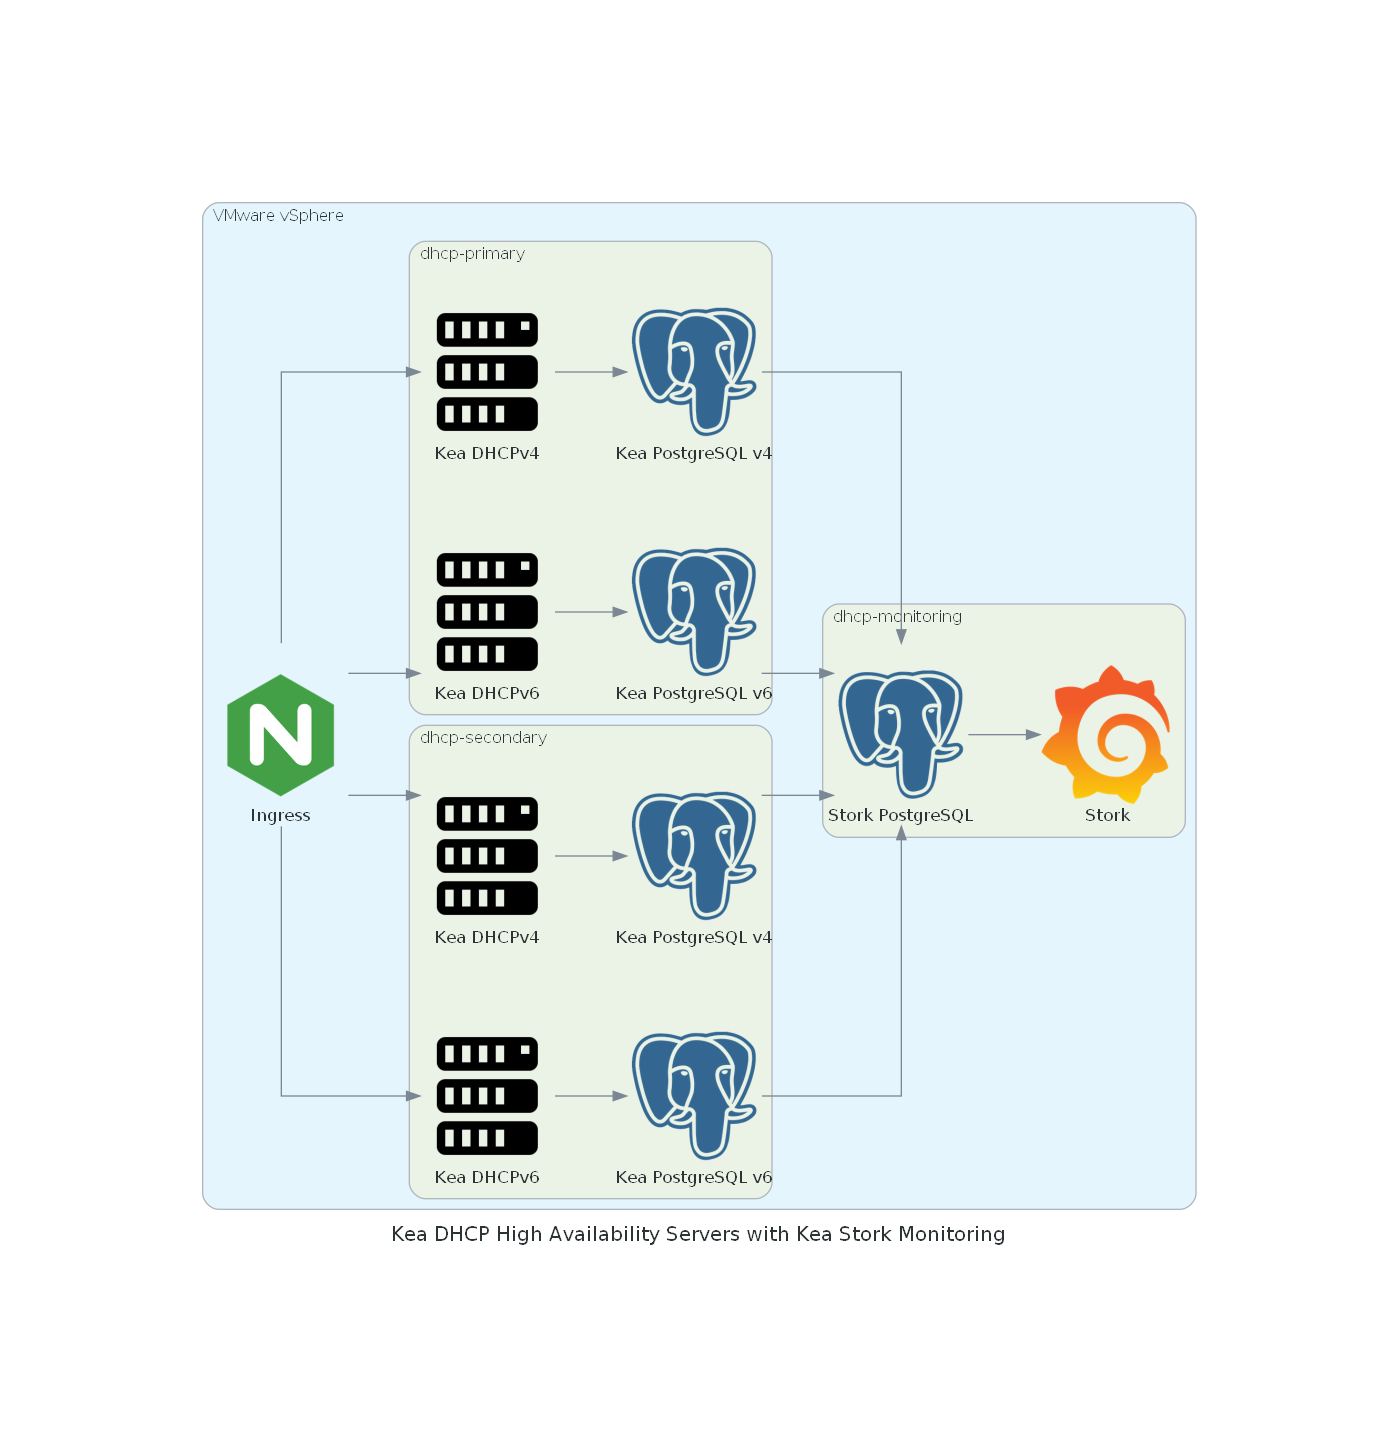 VMware vSphere
dhcp-primary
Kea DHCPv4
Kea PostgreSQL v4
Kea DHCPv6
Kea PostgreSQL v6
dhcp-monitoring
Stork PostgreSQL
Stork
Ingress
dhcp-secondary
Kea DHCPv4
Kea PostgreSQL v4
Kea DHCPv6
Kea PostgreSQL v6
Kea DHCP High Availability Servers with Kea Stork Monitoring